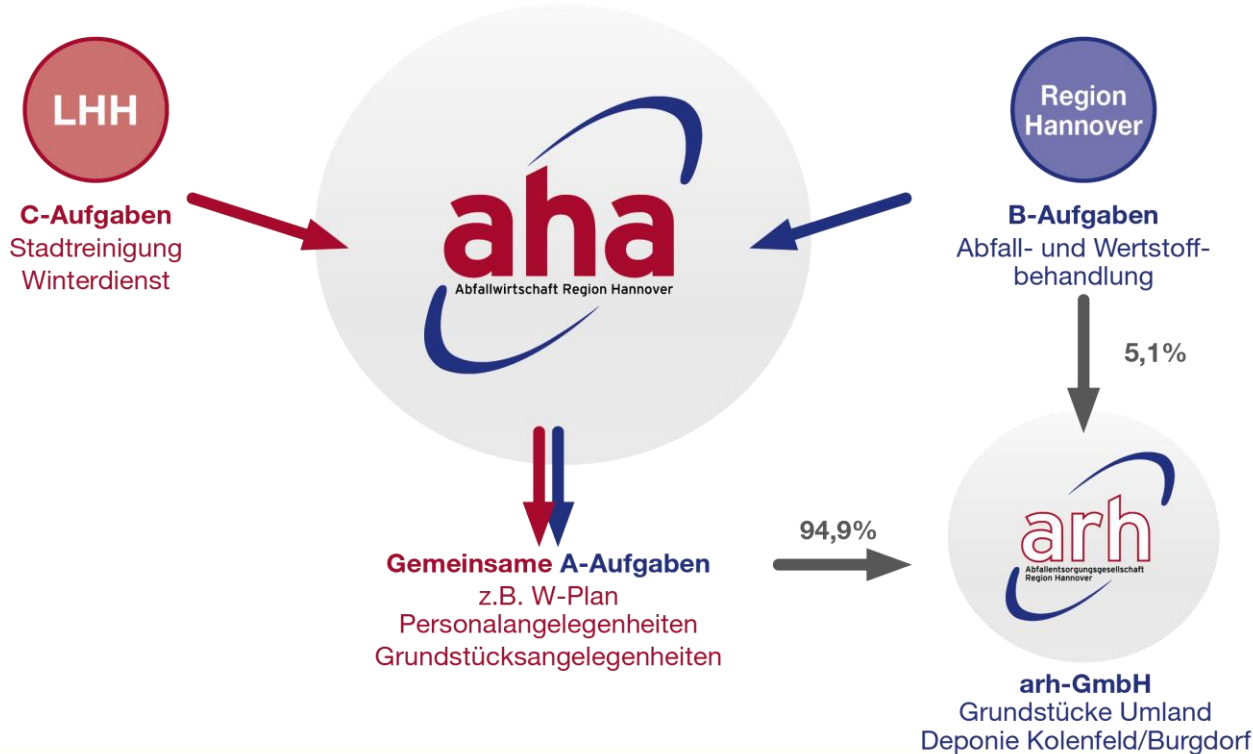 LHH
C-Aufgaben
Stadtreinigung
Winterdienst
aha
Abfallwirtschaft Region Hannover
Region
Hannover
B-Aufgaben
Abfall- und Wertstoff-
behandlung
5,1%
Gemeinsame A-Aufgaben
z.B. W-Plan
Personalangelegenheiten
Grundstücksangelegenheiten
94,9%
arh
Abfallentsorgungsgesellschaft
Region Hannover
arh-GmbH
Grundstücke Umland
Deponie Kolenfeld/Burgdorf